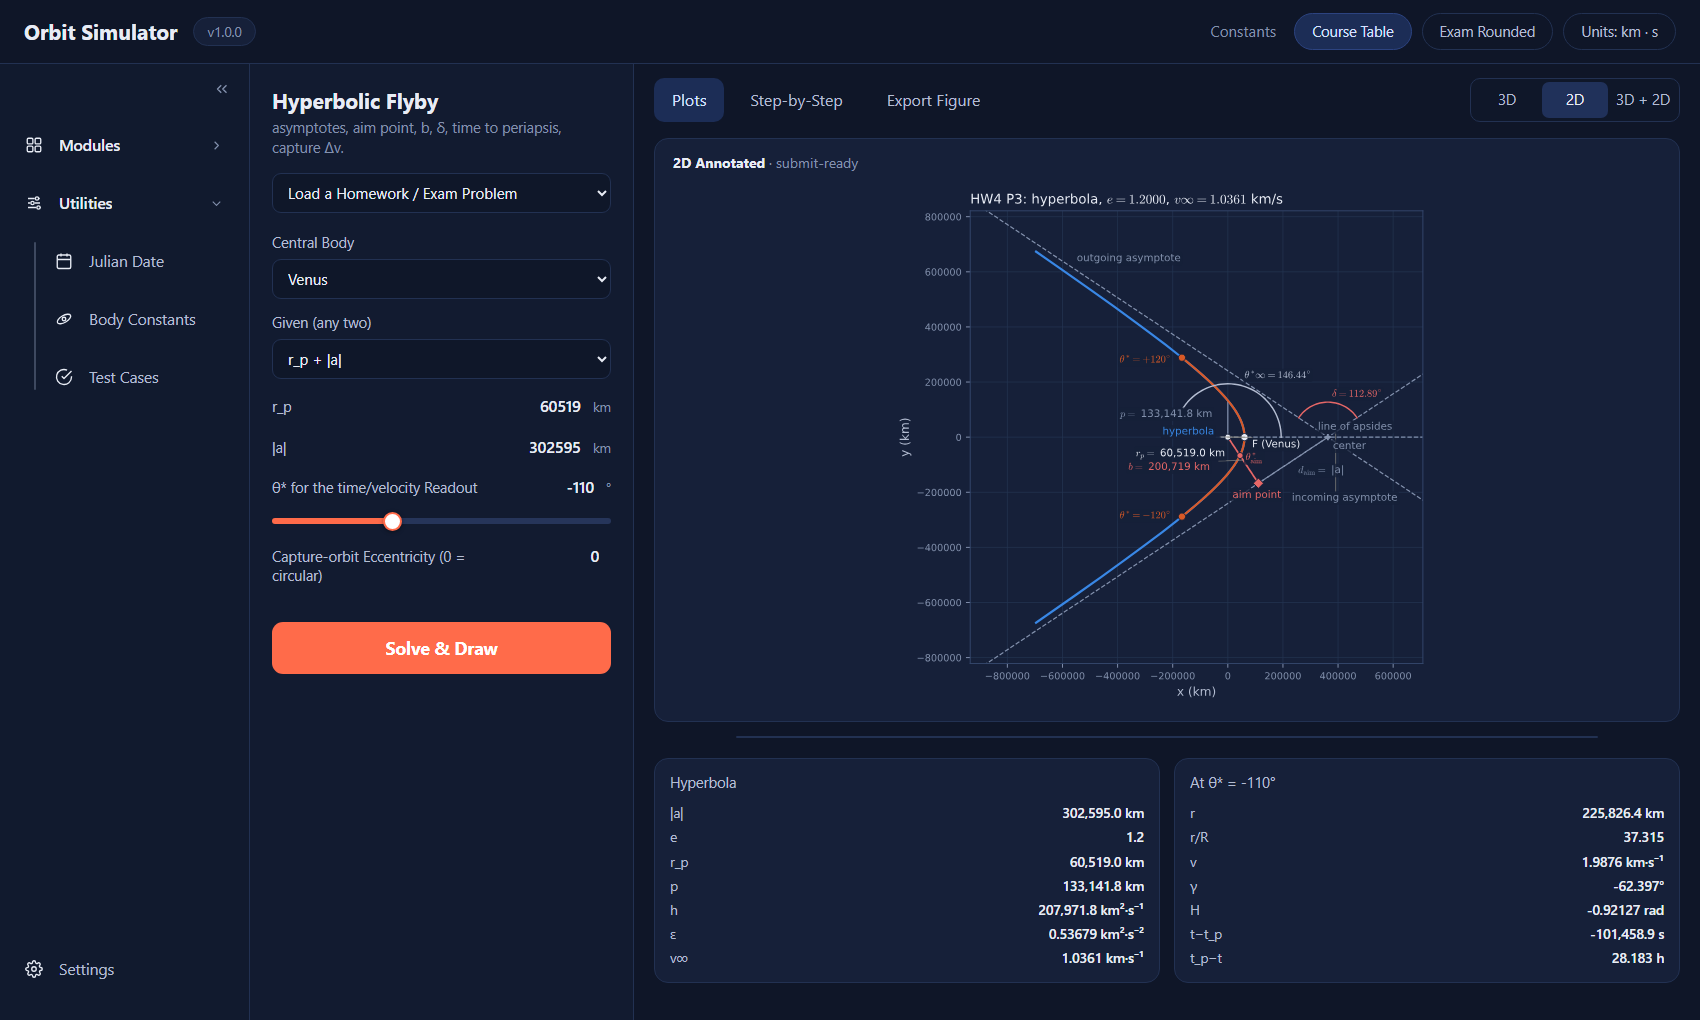 Orbit Simulator
v1.0.0
Constants
Course Table
Exam Rounded
Units: km · s
«
Modules
Utilities
Julian Date
Body Constants
Test Cases
Settings
Hyperbolic Flyby
asymptotes, aim point, b, δ, time to periapsis,
capture Δv.
Load a Homework / Exam Problem
Central Body
Venus
Given (any two)
r_p + |a|
r_p 60519 km
|a| 302595 km
θ* for the time/velocity Readout -110 °
Capture-orbit Eccentricity (0 = 0
circular)
Solve & Draw
Plots
Step-by-Step
Export Figure
3D
2D
3D + 2D
2D Annotated · submit-ready
HW4 P3: hyperbola, e = 1.2000, v∞ = 1.0361 km/s
800000
600000
400000
200000
0
−200000
−400000
−600000
−800000
y (km)
−800000 −600000 −400000 −200000 0 200000 400000 600000
x (km)
outgoing asymptote
θ* = +120°
θ*∞ = 146.44°
δ = 112.89°
p = 133,141.8 km
line of apsides
hyperbola
F (Venus)
center
r_p = 60,519.0 km
θ*_aim
b = 200,719 km
d_aim = |a|
aim point
incoming asymptote
θ* = −120°
Hyperbola
|a| 302,595.0 km
e 1.2
r_p 60,519.0 km
p 133,141.8 km
h 207,971.8 km²·s⁻¹
ε 0.53679 km²·s⁻²
v∞ 1.0361 km·s⁻¹
At θ* = -110°
r 225,826.4 km
r/R 37.315
v 1.9876 km·s⁻¹
γ -62.397°
H -0.92127 rad
t−t_p -101,458.9 s
t_p−t 28.183 h